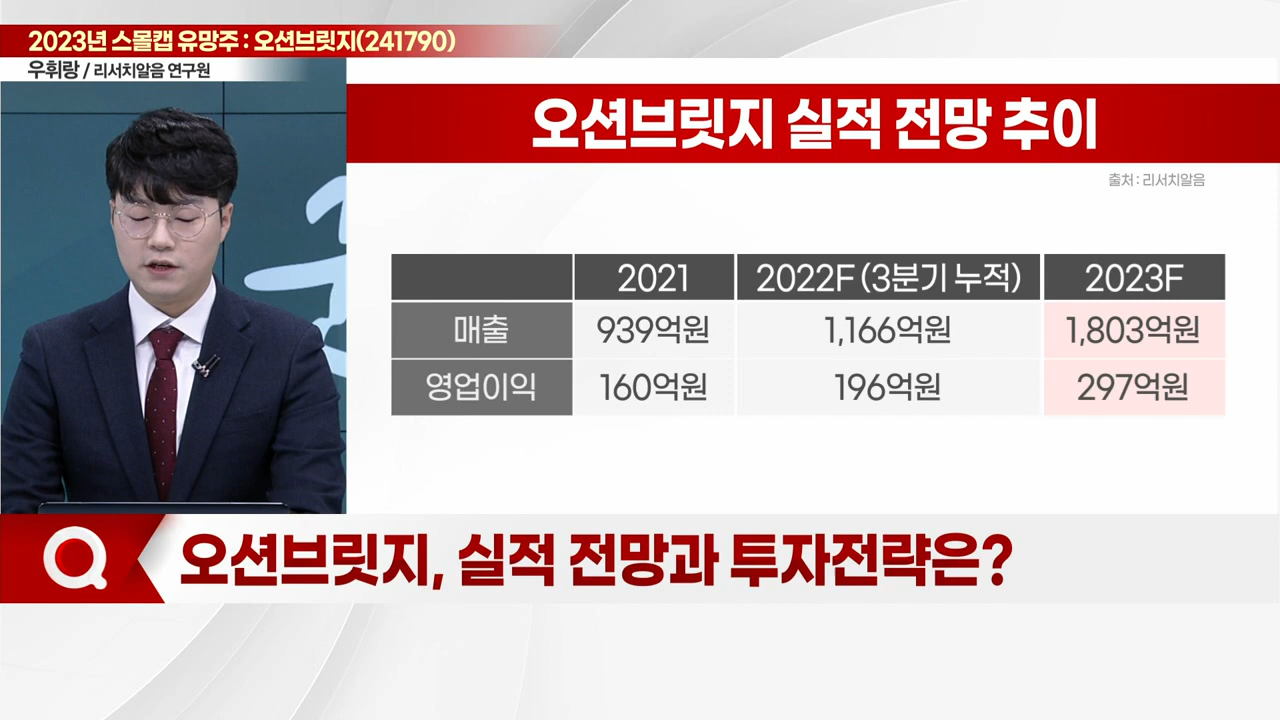 2023년 스몰캡 유망주 : 오션브릿지(241790)
우휘랑 / 리서치알음 연구원
오션브릿지 실적 전망 추이
출처 : 리서치알음
2021 2022F (3분기 누적) 2023F
매출 939억원 1,166억원 1,803억원
영업이익 160억원 196억원 297억원
Q 오션브릿지, 실적 전망과 투자전략은?